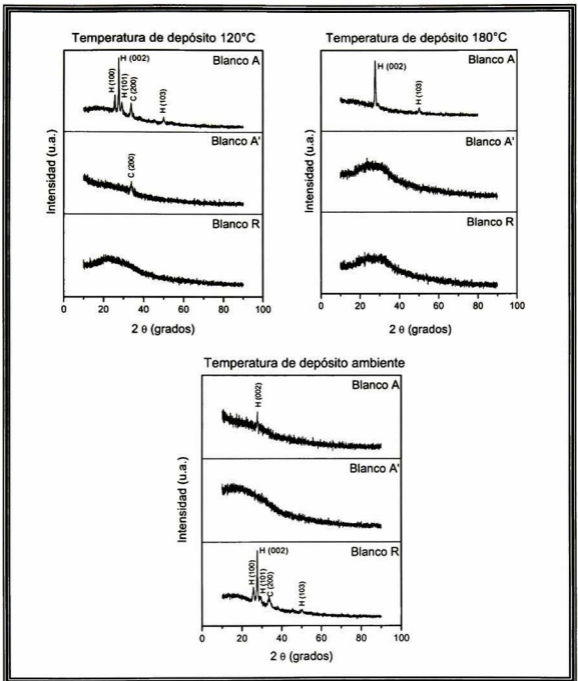 Temperatura de depósito 120°C
Blanco A
H (100)
H (002)
H (101)
C (200)
H (103)
Blanco A'
C (200)
Blanco R
Intensidad (u.a.)
0 20 40 60 80 100
2 θ (grados)
Temperatura de depósito 180°C
Blanco A
H (002)
H (103)
Blanco A'
Blanco R
Intensidad (u.a.)
0 20 40 60 80 100
2 θ (grados)
Temperatura de depósito ambiente
Blanco A
H (002)
Blanco A'
Blanco R
H (100)
H (002)
H (101)
C (200)
H (103)
Intensidad (u.a.)
0 20 40 60 80 100
2 θ (grados)